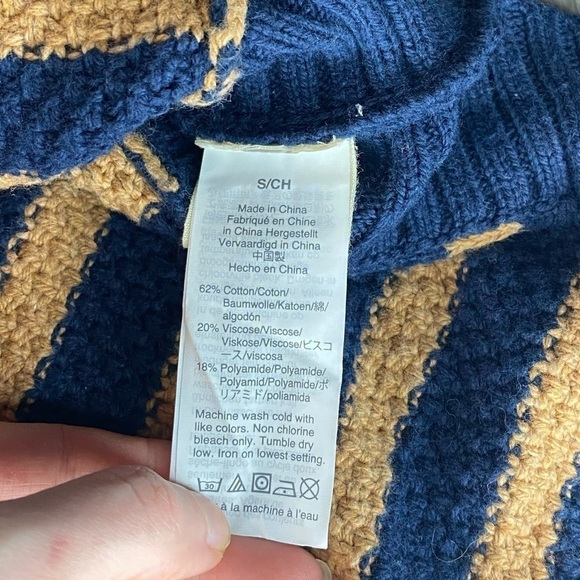 S/CH
Made in China
Fabriqué en Chine
in China Hergestellt
Vervaardigd in China
中国製
Hecho en China
62% Cotton/Coton/
Baumwolle/Katoen/綿/
algodón
20% Viscose/Viscose/
Viskose/Viscose/ビスコ
ース/viscosa
18% Polyamide/Polyamide/
Polyamid/Polyamide/ポ
リアミド/poliamida
Machine wash cold with
like colors. Non chlorine
bleach only. Tumble dry
low. Iron on lowest setting.
30
à la machine à l'eau